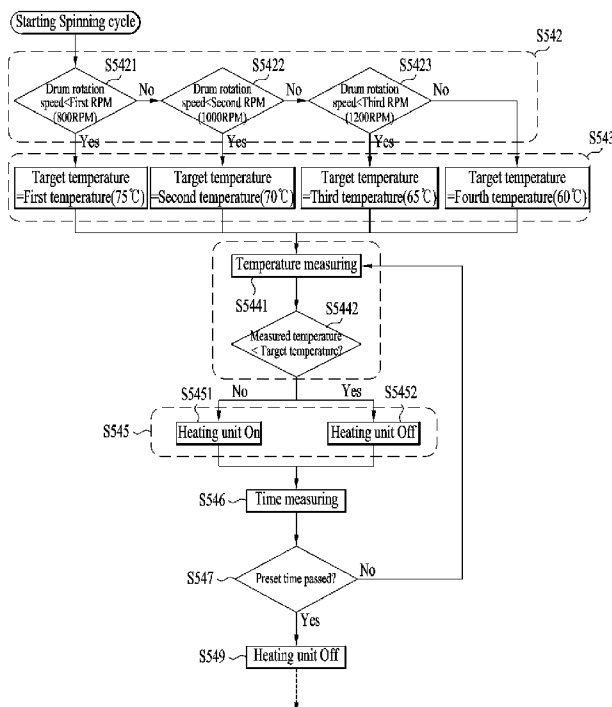 Starting Spinning cycle
S542
S5421
S5422
S5423
Drum rotation
speed<First RPM
(800RPM)
No
Drum rotation
speed<Second RPM
(1000RPM)
No
Drum rotation
speed<Third RPM
(1200RPM)
No
Yes
Yes
Yes
S543
Target temperature
=First temperature(75℃)
Target temperature
=Second temperature(70℃)
Target temperature
=Third temperature(65℃)
Target temperature
=Fourth temperature(60℃)
Temperature measuring
S5441
S5442
Measured temperature
< Target temperature?
No
Yes
S5451
S5452
S545
Heating unit On
Heating unit Off
S546
Time measuring
S547
Preset time passed?
No
Yes
S549
Heating unit Off